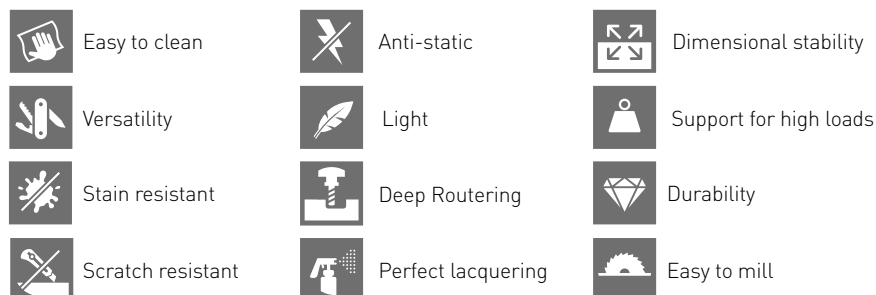 Easy to clean
Anti-static
Dimensional stability
Versatility
Light
Support for high loads
Stain resistant
Deep Routering
Durability
Scratch resistant
Perfect lacquering
Easy to mill